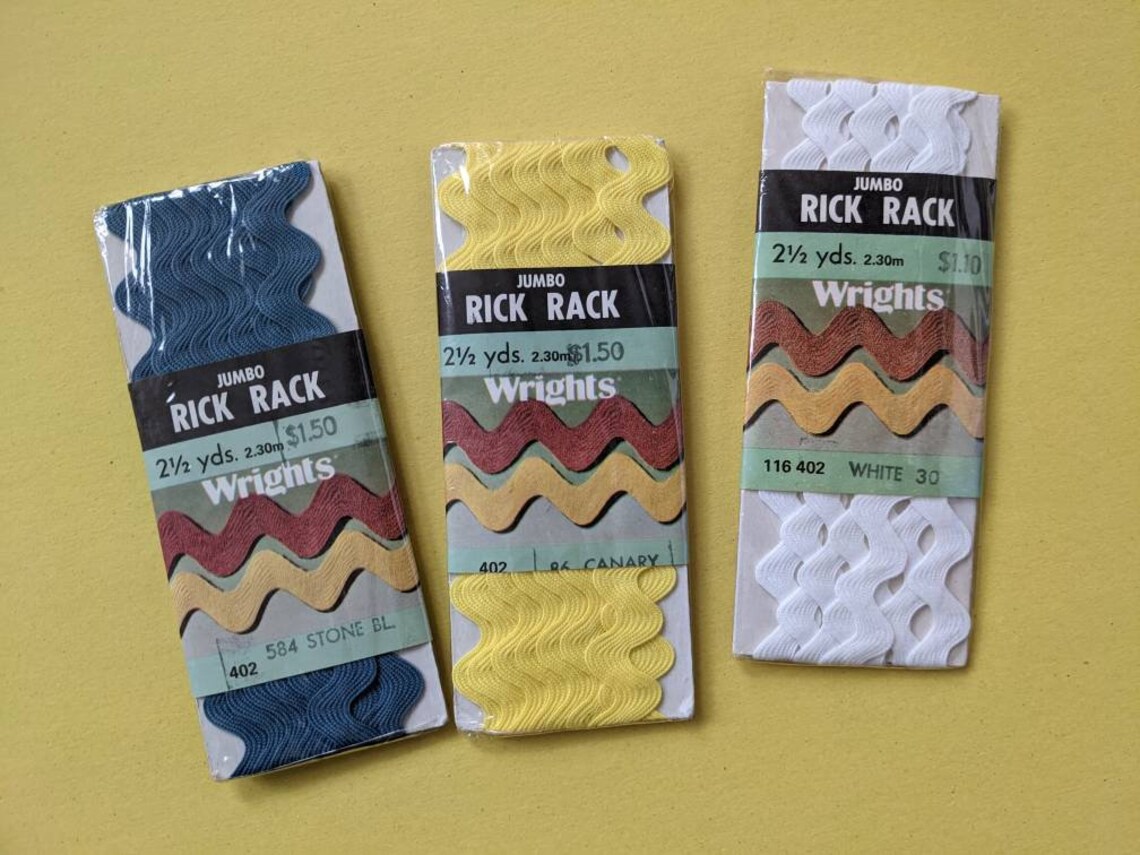 JUMBO
RICK RACK
2½ yds. 2.30m $1.50
Wrights
402 584 STONE BL.
JUMBO
RICK RACK
2½ yds. 2.30m $1.50
Wrights
402 86 CANARY
JUMBO
RICK RACK
2½ yds. 2.30m $1.10
Wrights
116 402 WHITE 30